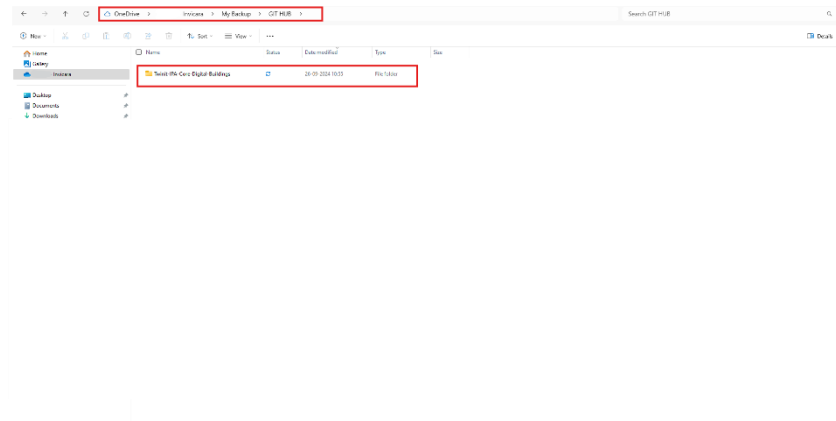 OneDrive > Invicara > My Backup > GIT HUB >
Search GIT HUB
New
Sort
View
...
Details
Home
Gallery
Invicara
Desktop
Documents
Downloads
Name Status Date modified Type Size
Twinit-IPA-Core Digital-Buildings 26-09-2024 10:33 File folder